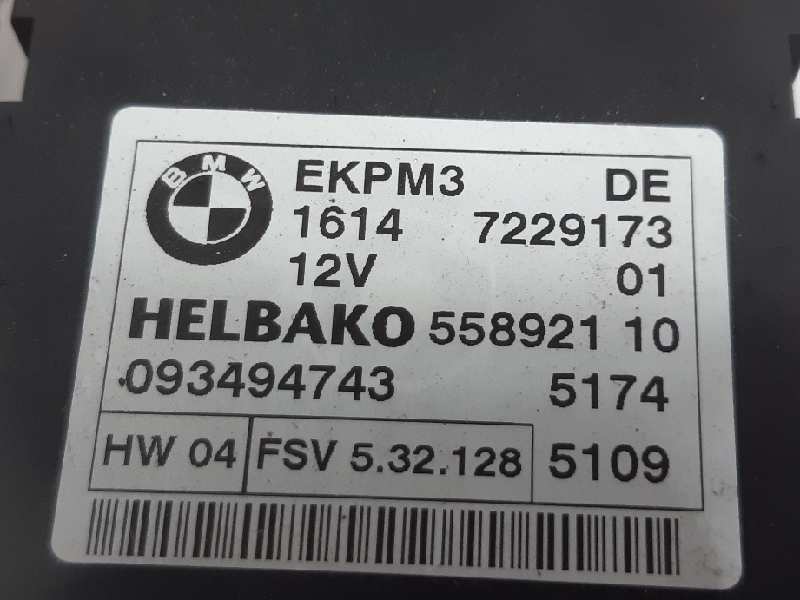 BMW
EKPM3 DE
1614 7229173
12V 01
HELBAKO 558921 10
093494743 5174
HW 04 FSV 5.32.128 5109